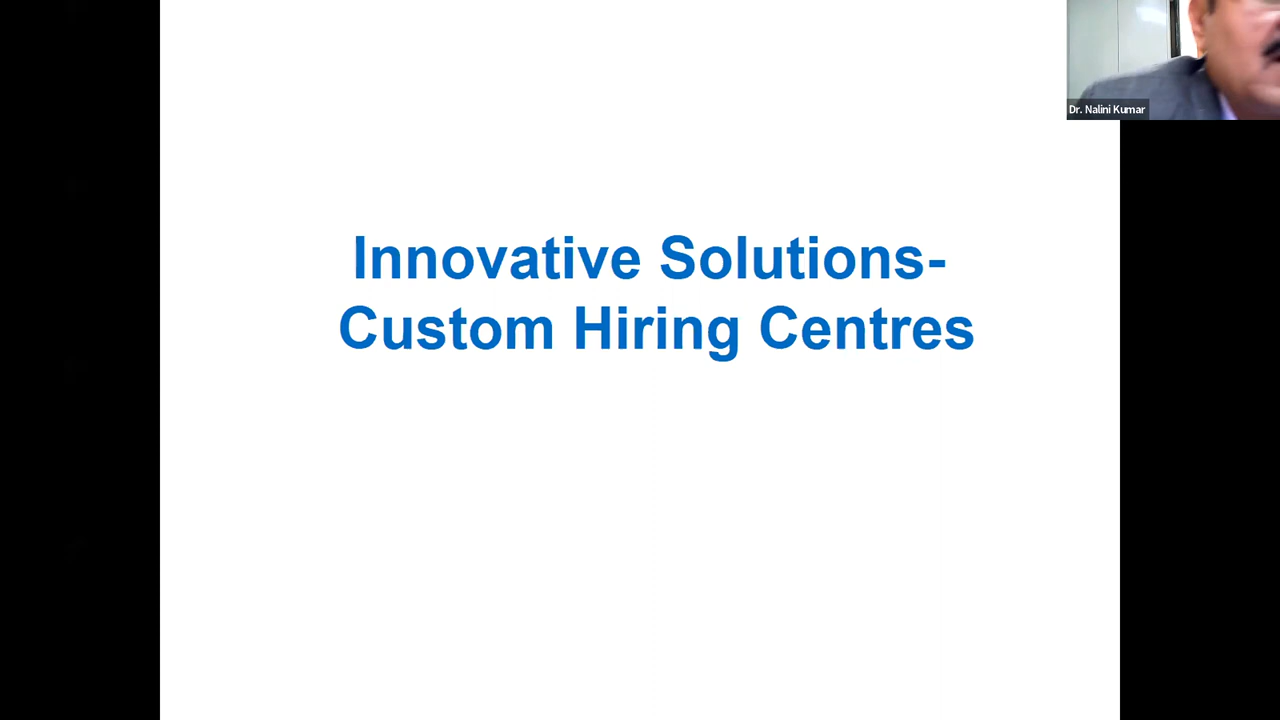 Dr. Nalini Kumar
Innovative Solutions-
Custom Hiring Centres